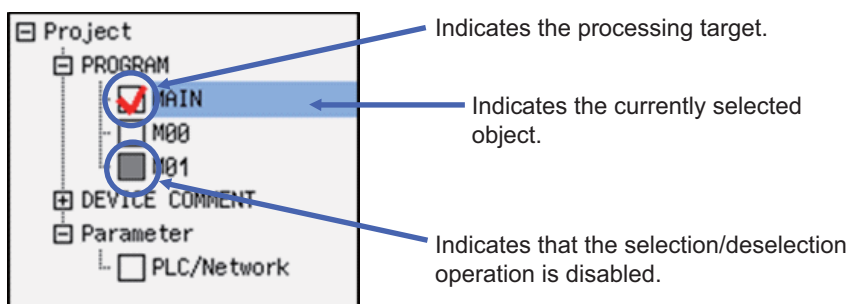 Project
PROGRAM
MAIN
M00
M01
DEVICE COMMENT
Parameter
PLC/Network
Indicates the processing target.
Indicates the currently selected
object.
Indicates that the selection/deselection
operation is disabled.